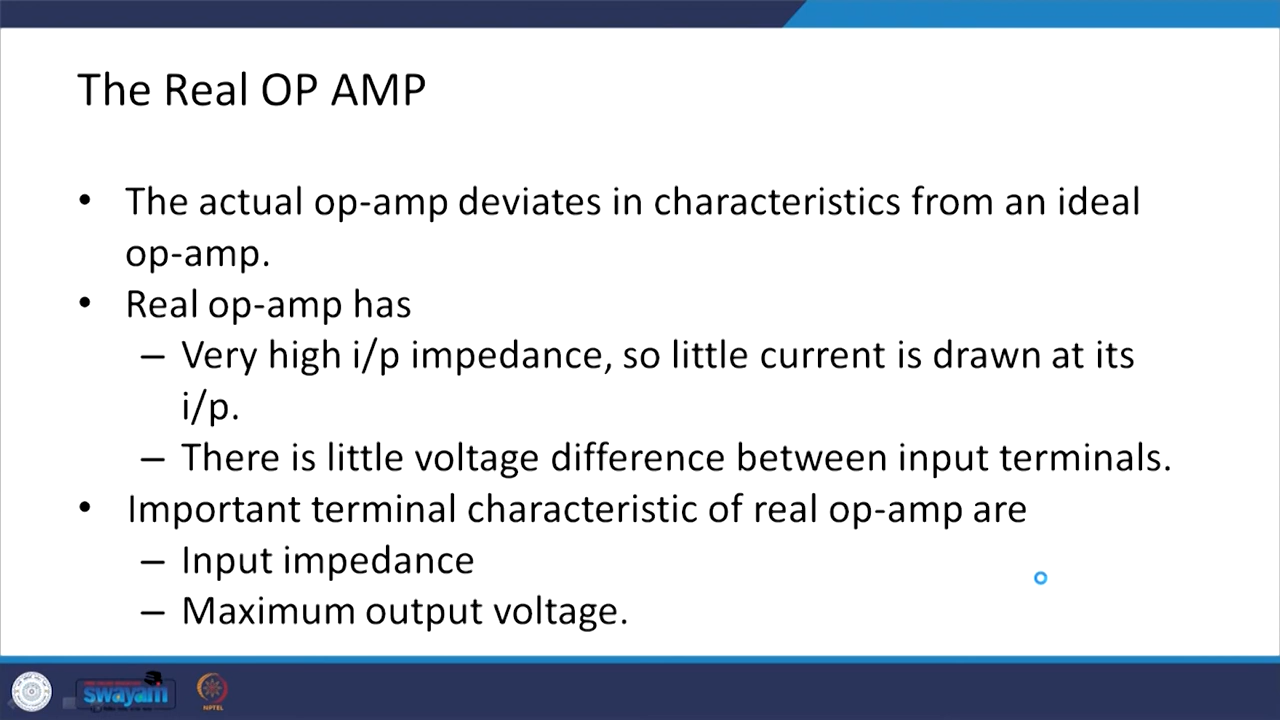 The Real OP AMP
• The actual op-amp deviates in characteristics from an ideal
op-amp.
• Real op-amp has
– Very high i/p impedance, so little current is drawn at its
i/p.
– There is little voltage difference between input terminals.
• Important terminal characteristic of real op-amp are
– Input impedance
– Maximum output voltage.
swayam
NPTEL